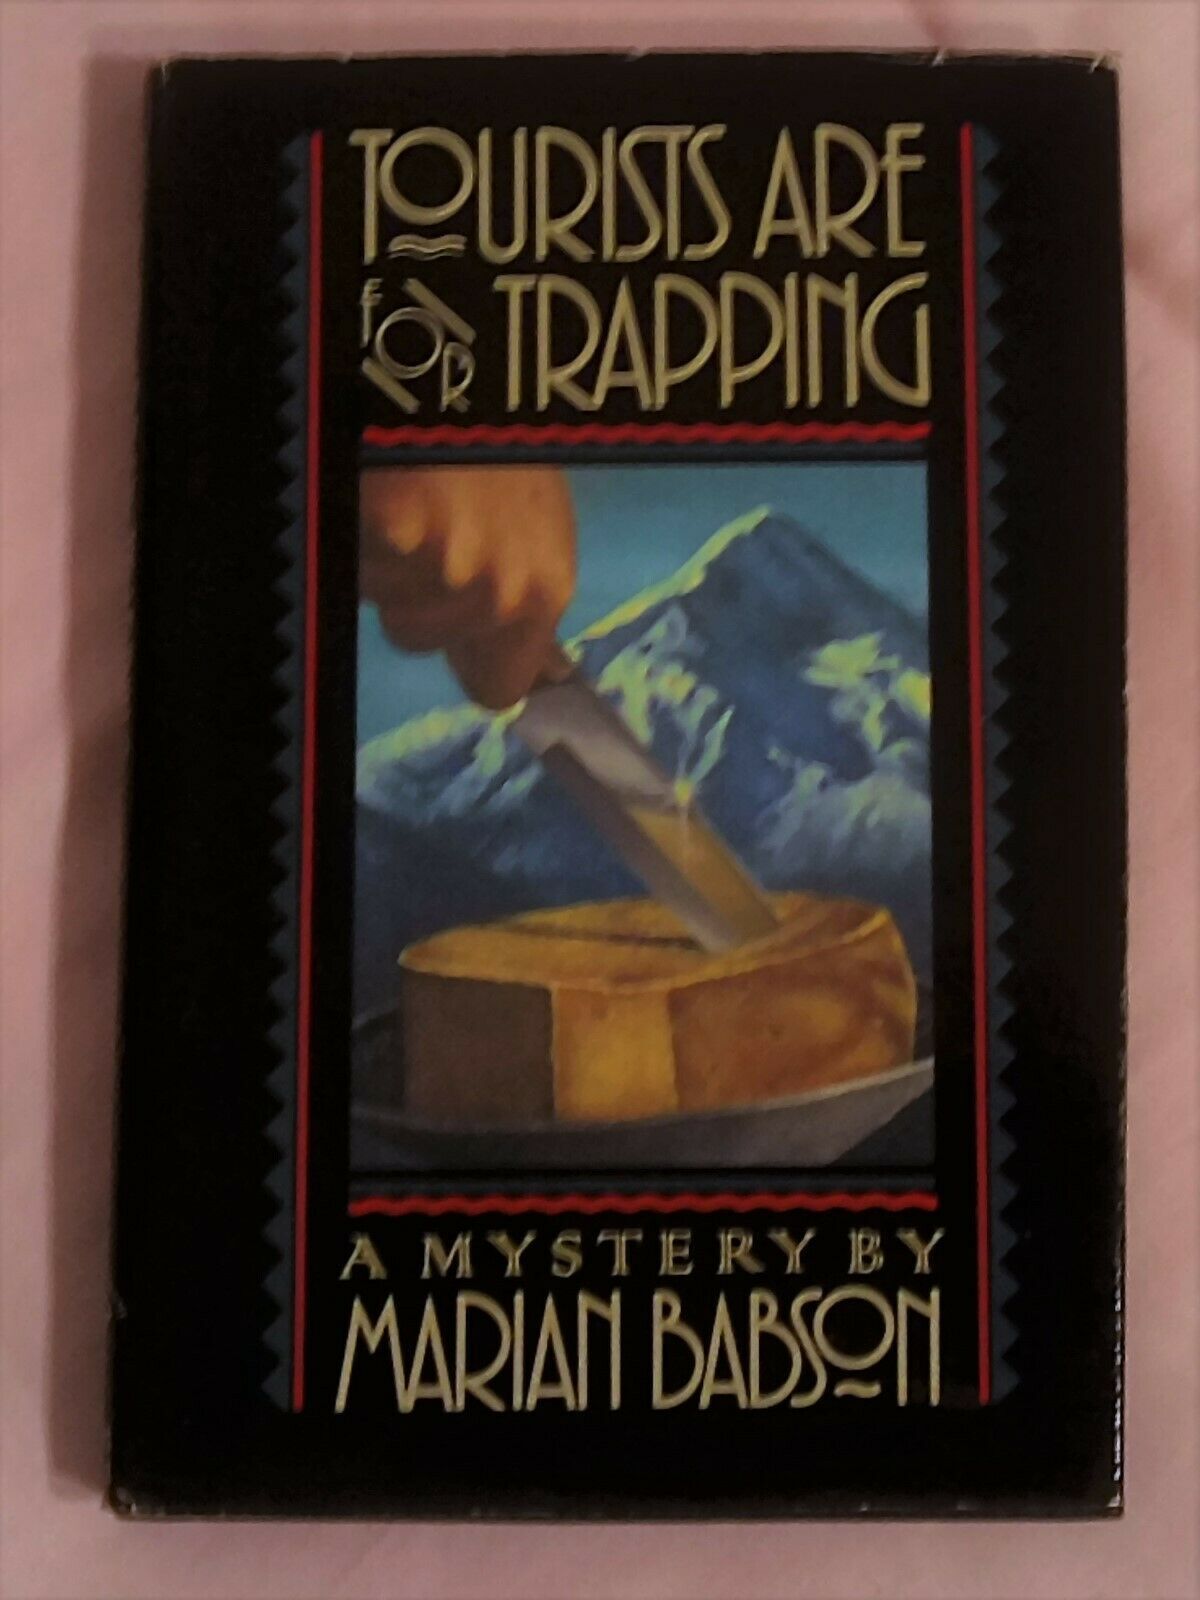 TOURISTS ARE
FOR TRAPPING
A MYSTERY BY
MARIAN BABSON